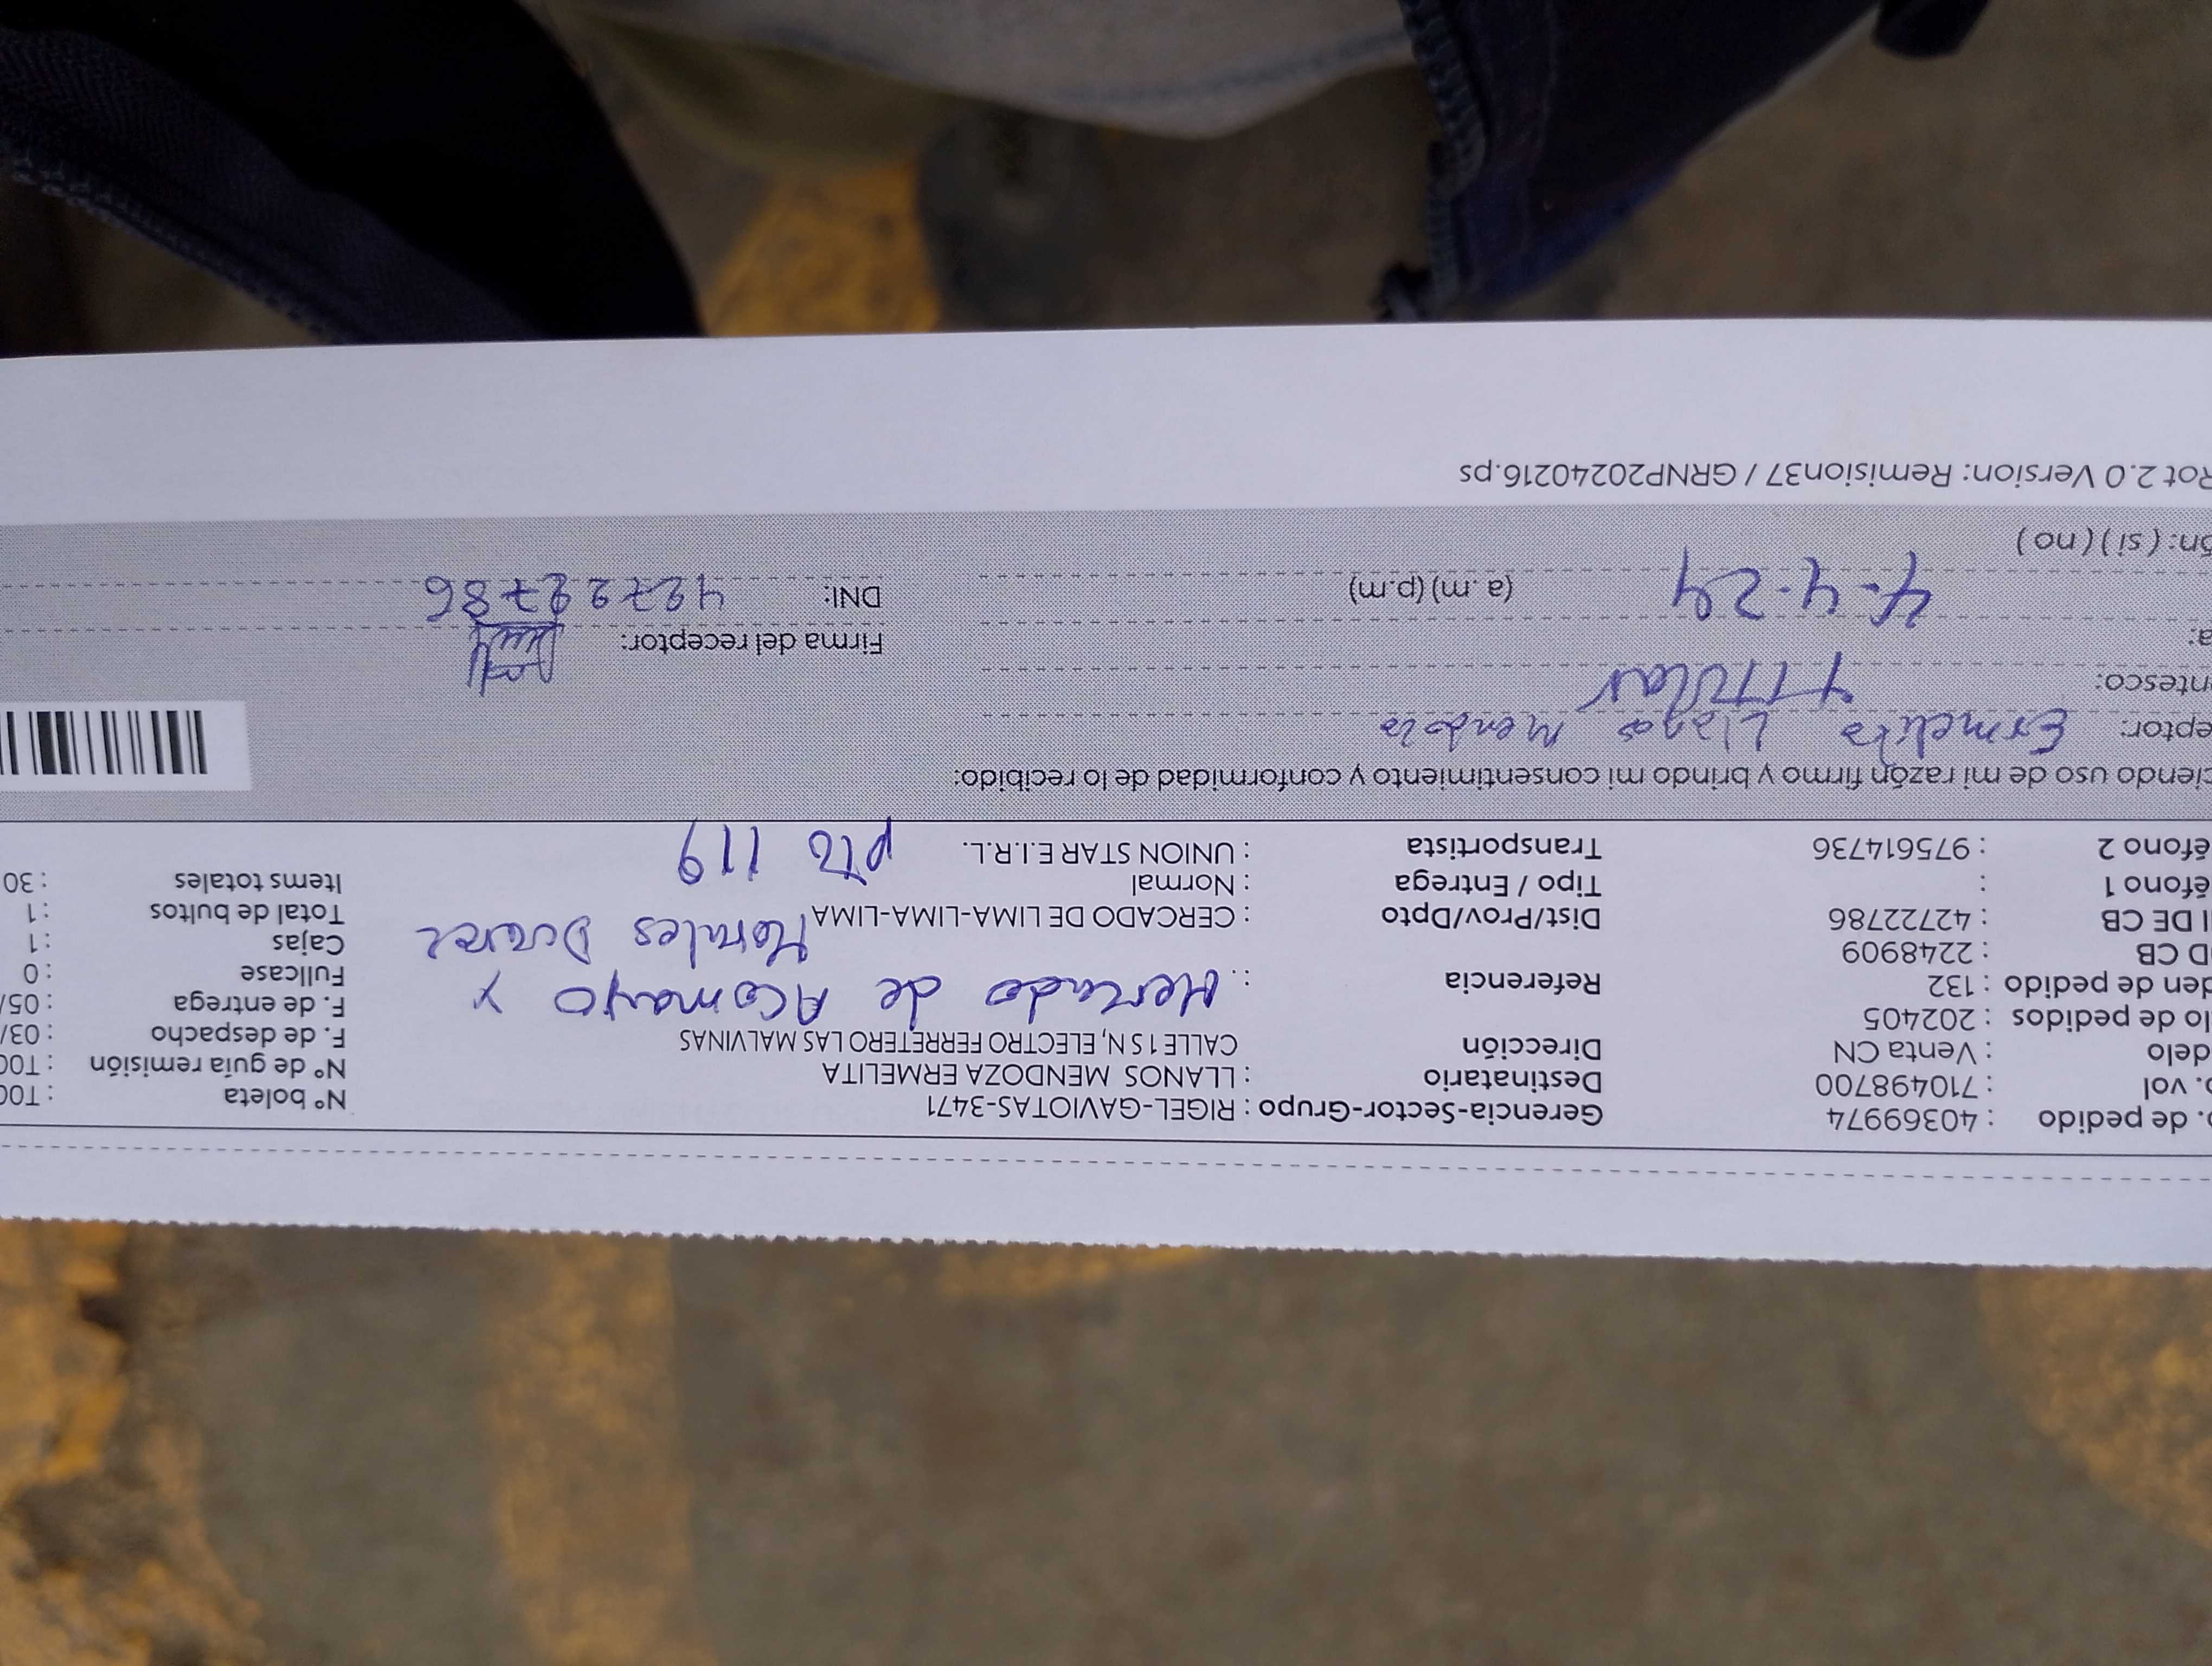 o. de pedido : 40369974 Gerencia-Sector-Grupo : RIGEL-GAVIOTAS-3471 N° boleta : T00
o. vol : 710498700 Destinatario : LLANOS MENDOZA ERMELITA N° de guía remisión : T00
delo : Venta CN Dirección CALLE 1 S N, ELECTRO FERRETERO LAS MALVINAS F. de despacho : 03/
lo de pedidos : 202405 F. de entrega : 05/
den de pedido : 132 Referencia : . Mercado de Acomayo y Fullcase : 0
D CB : 2248909 Morales Duarez Cajas : 1
I DE CB : 42722786 Dist/Prov/Dpto : CERCADO DE LIMA-LIMA-LIMA Total de bultos : 1
éfono 1 : Tipo / Entrega : Normal Items totales : 30
éfono 2 : 975614736 Transportista : UNION STAR E.I.R.L. pto 119
ciendo uso de mi razón firmo y brindo mi consentimiento y conformidad de lo recibido:
eptor: Ermelita Llanos Mendoza
ntesco: titular Firma del receptor:
a: 4-4-24 (a.m) (p.m) DNI: 42722786
ón: (si) (no)
Rot 2.0 Version: Remision37 / GRNP20240216.ps